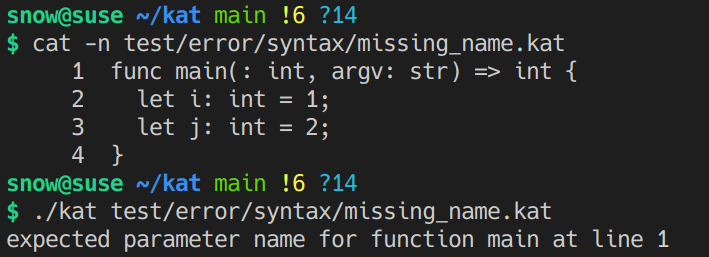 snow@suse ~/kat main !6 ?14
$ cat -n test/error/syntax/missing_name.kat
     1  func main(: int, argv: str) => int {
     2    let i: int = 1;
     3    let j: int = 2;
     4  }
snow@suse ~/kat main !6 ?14
$ ./kat test/error/syntax/missing_name.kat
expected parameter name for function main at line 1